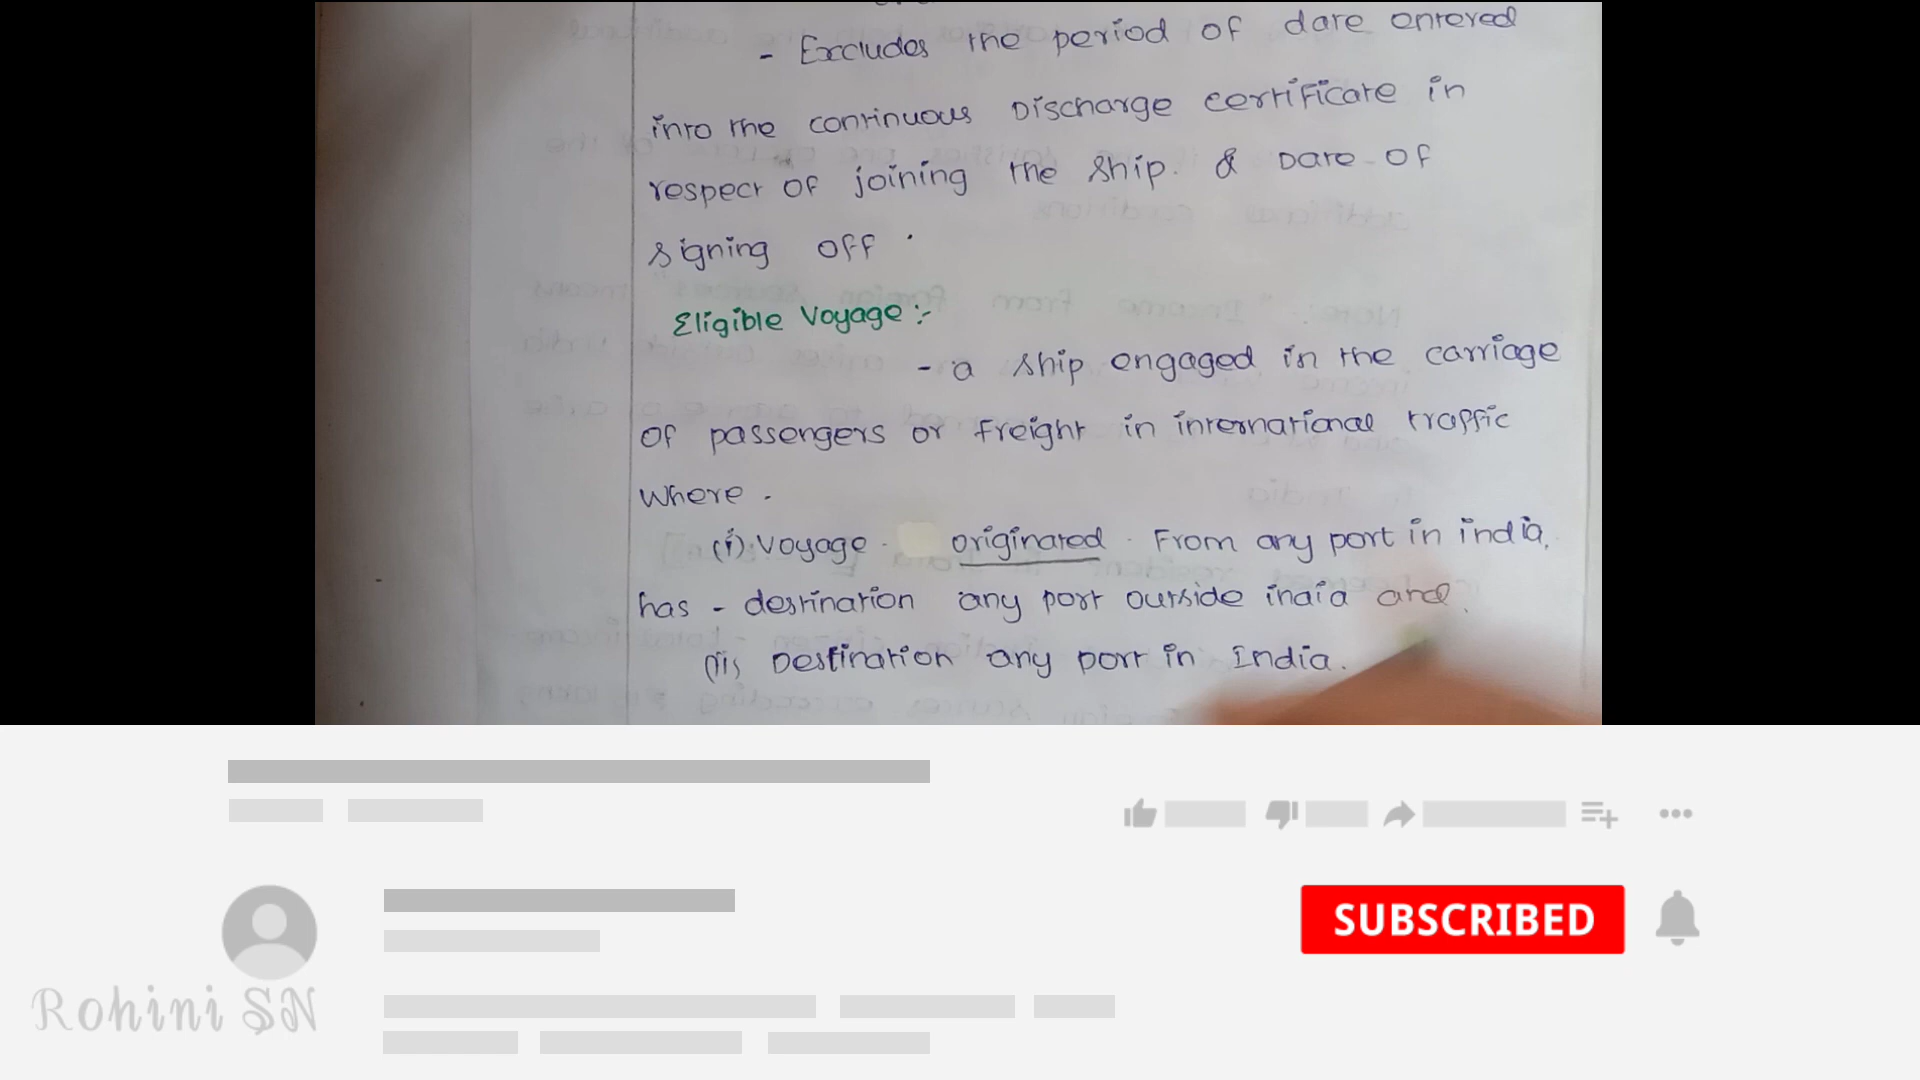 - Excludes the period of date entered
into the continuous Discharge certificate in
respect of joining the ship. & Date of
signing off.
Eligible Voyage :-
- a ship engaged in the carriage
of passengers or freight in international traffic
where.
(i) Voyage originated From any port in india,
has - destination any port outside india and
(ii) Destination any port in India.
SUBSCRIBED
Rohini SN